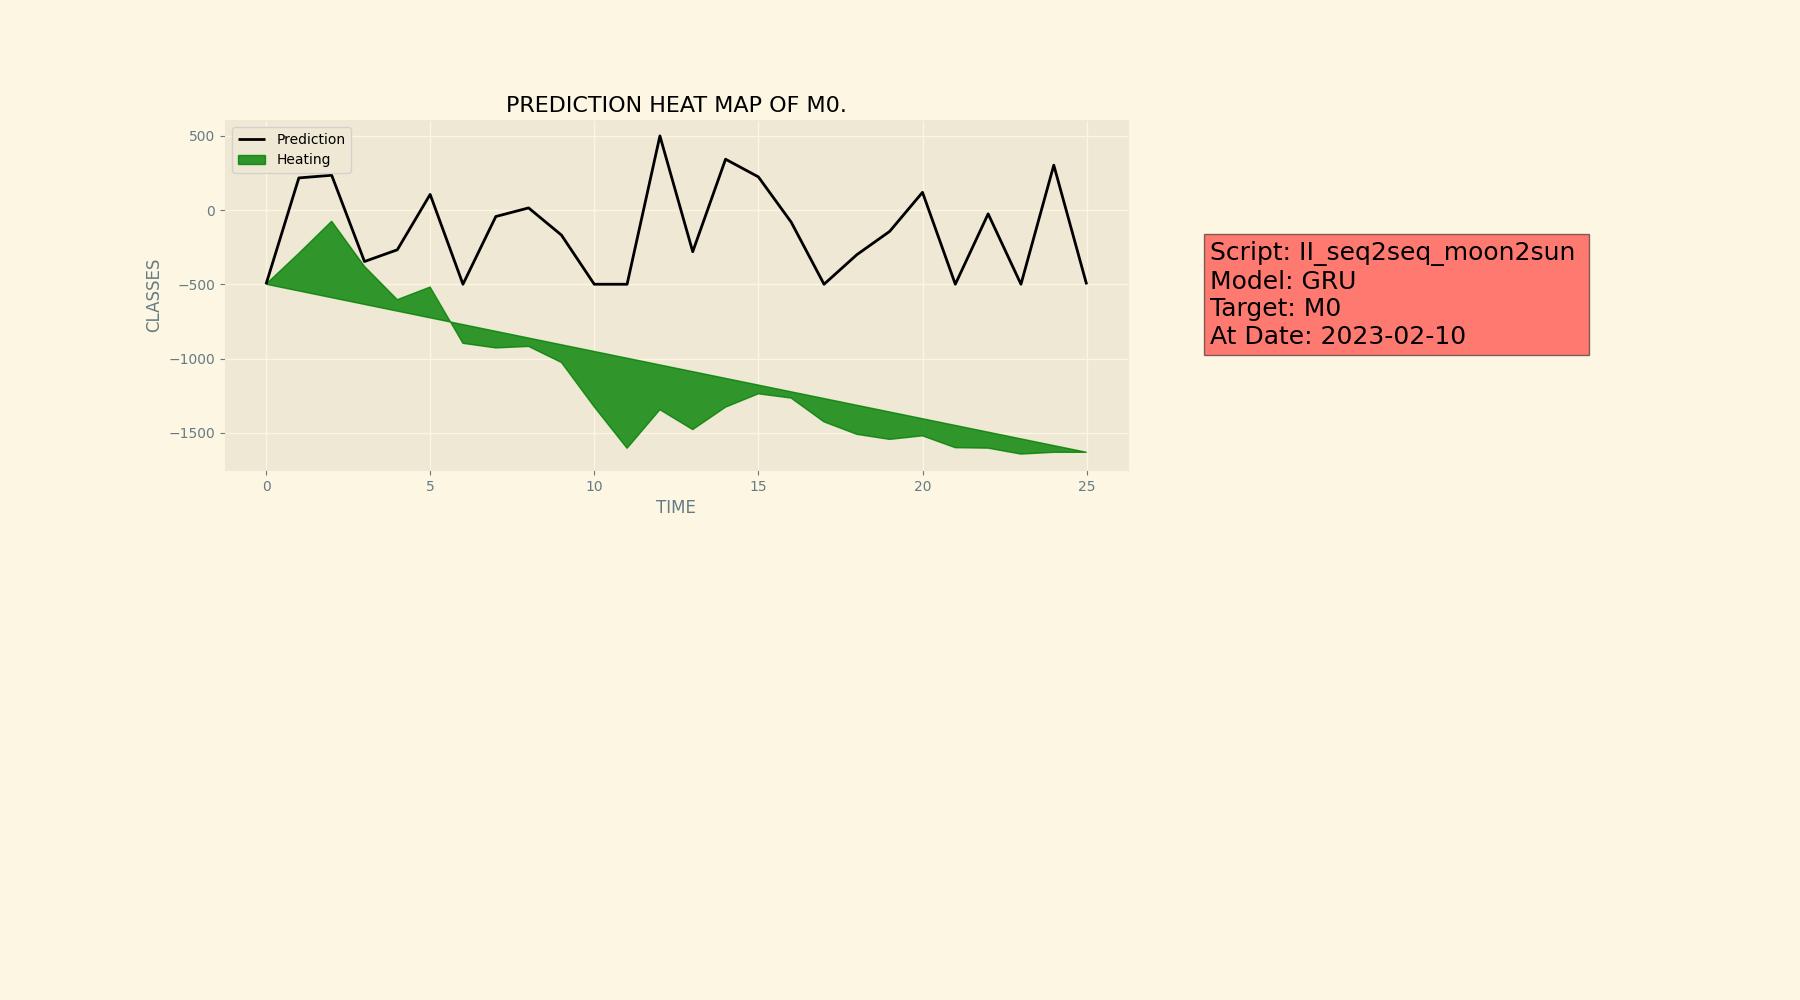 PREDICTION HEAT MAP OF M0.
Prediction
Heating
500
0
−500
−1000
−1500
CLASSES
0 5 10 15 20 25
TIME
Script: II_seq2seq_moon2sun
Model: GRU
Target: M0
At Date: 2023-02-10